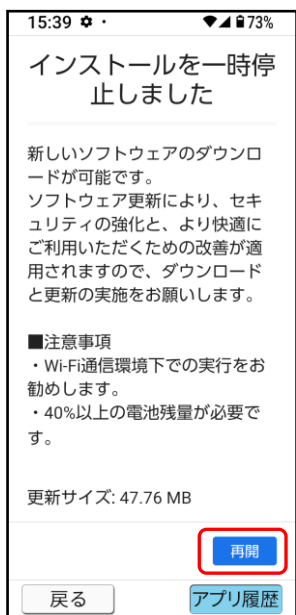 15:39
73%
インストールを一時停
止しました
新しいソフトウェアのダウンロ
ードが可能です。
ソフトウェア更新により、セキ
ュリティの強化と、より快適に
ご利用いただくための改善が適
用されますので、ダウンロード
と更新の実施をお願いします。
■注意事項
・Wi-Fi通信環境下での実行をお
勧めします。
・40%以上の電池残量が必要で
す。
更新サイズ: 47.76 MB
再開
戻る
アプリ履歴